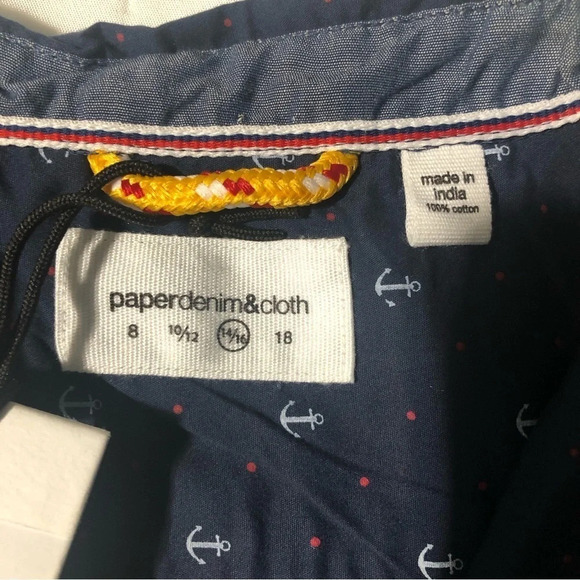 paperdenim&cloth
8 10/12 14/16 18
made in
india
100% cotton